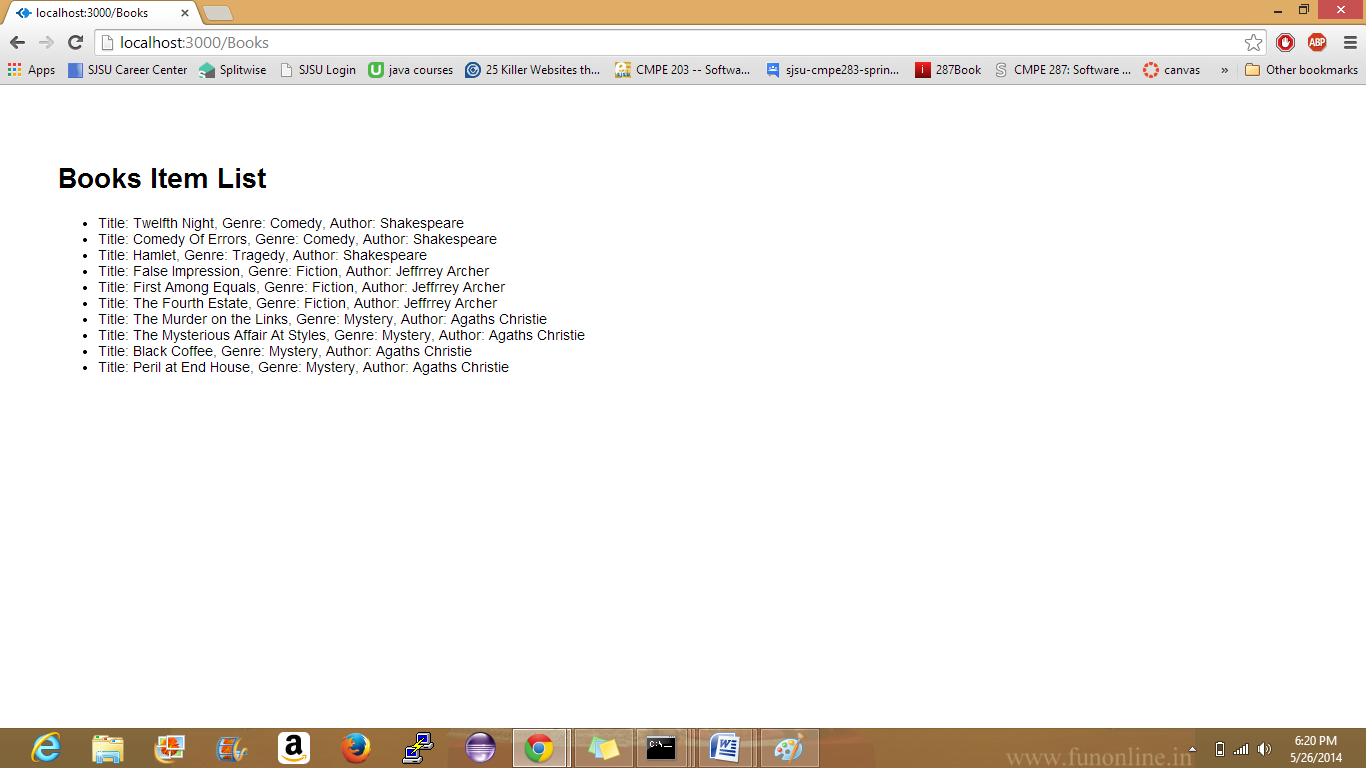 localhost:3000/Books
localhost:3000/Books
ABP
Apps
SJSU Career Center
Splitwise
SJSU Login
java courses
25 Killer Websites th...
CMPE 203 -- Softwa...
sjsu-cmpe283-sprin...
287Book
CMPE 287: Software ...
canvas
»
Other bookmarks
Books Item List
• Title: Twelfth Night, Genre: Comedy, Author: Shakespeare
• Title: Comedy Of Errors, Genre: Comedy, Author: Shakespeare
• Title: Hamlet, Genre: Tragedy, Author: Shakespeare
• Title: False Impression, Genre: Fiction, Author: Jeffrrey Archer
• Title: First Among Equals, Genre: Fiction, Author: Jeffrrey Archer
• Title: The Fourth Estate, Genre: Fiction, Author: Jeffrrey Archer
• Title: The Murder on the Links, Genre: Mystery, Author: Agaths Christie
• Title: The Mysterious Affair At Styles, Genre: Mystery, Author: Agaths Christie
• Title: Black Coffee, Genre: Mystery, Author: Agaths Christie
• Title: Peril at End House, Genre: Mystery, Author: Agaths Christie
www.funonline.in
6:20 PM
5/26/2014